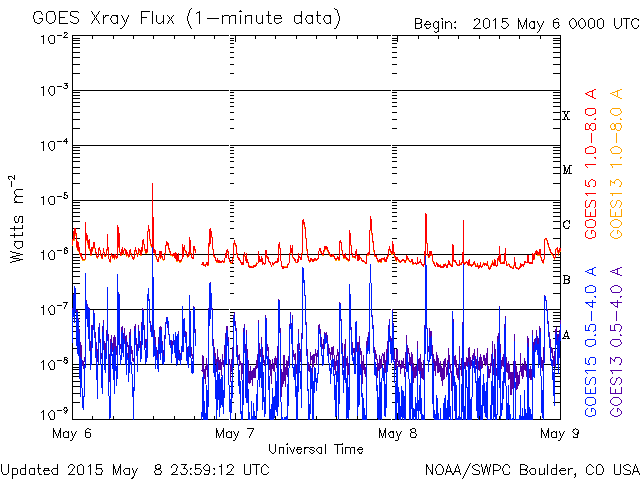 GOES Xray Flux (1-minute data)
Begin: 2015 May 6 0000 UTC
10⁻²
10⁻³
10⁻⁴
10⁻⁵
10⁻⁶
10⁻⁷
10⁻⁸
10⁻⁹
Watts m⁻²
X
M
C
B
A
GOES15 1.0-8.0 A
GOES13 1.0-8.0 A
GOES15 0.5-4.0 A
GOES13 0.5-4.0 A
May 6
May 7
May 8
May 9
Universal Time
Updated 2015 May 8 23:59:12 UTC
NOAA/SWPC Boulder, CO USA